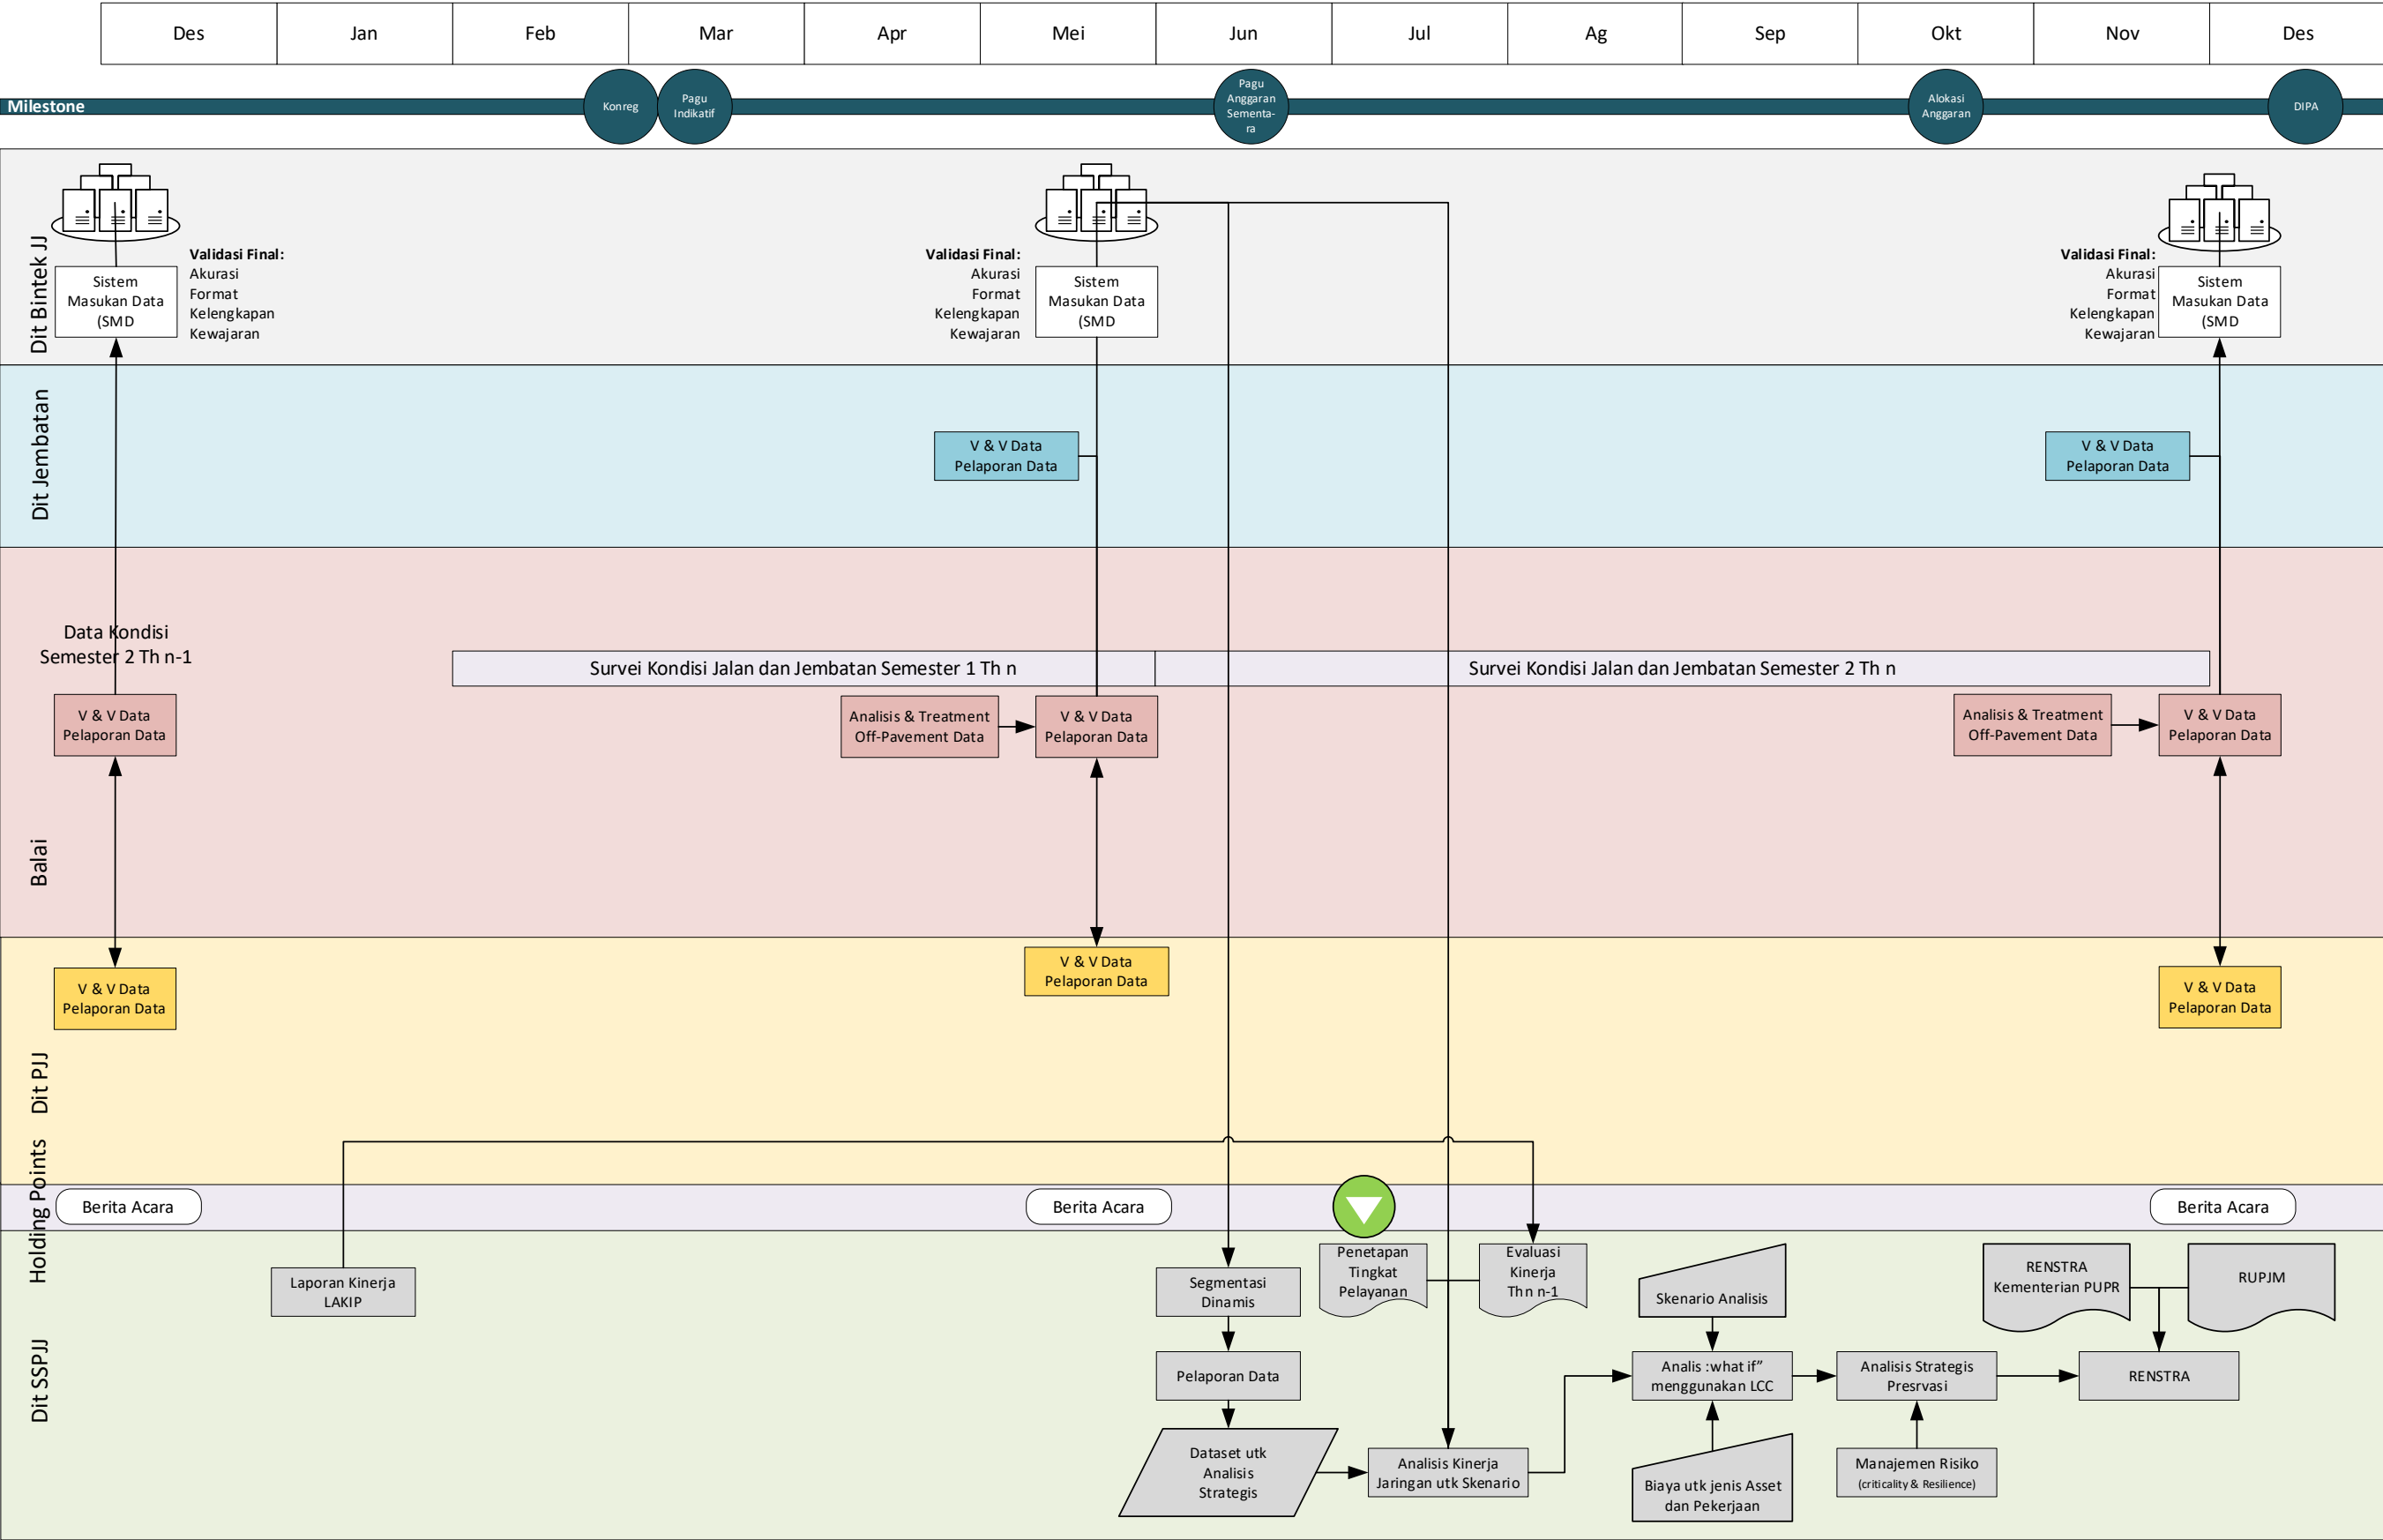 Des
Jan
Feb
Mar
Apr
Mei
Jun
Jul
Ag
Sep
Okt
Nov
Des
Milestone
Konreg
Pagu
Indikatif
Pagu
Anggaran
Sementa-
ra
Alokasi
Anggaran
DIPA
Dit Bintek JJ
Sistem
Masukan Data
(SMD
Validasi Final:
Akurasi
Format
Kelengkapan
Kewajaran
Validasi Final:
Akurasi
Format
Kelengkapan
Kewajaran
Sistem
Masukan Data
(SMD
Validasi Final:
Akurasi
Format
Kelengkapan
Kewajaran
Sistem
Masukan Data
(SMD
Dit Jembatan
V & V Data
Pelaporan Data
V & V Data
Pelaporan Data
Balai
Data Kondisi
Semester 2 Th n-1
Survei Kondisi Jalan dan Jembatan Semester 1 Th n
Survei Kondisi Jalan dan Jembatan Semester 2 Th n
V & V Data
Pelaporan Data
Analisis & Treatment
Off-Pavement Data
V & V Data
Pelaporan Data
Analisis & Treatment
Off-Pavement Data
V & V Data
Pelaporan Data
Dit PJJ
V & V Data
Pelaporan Data
V & V Data
Pelaporan Data
V & V Data
Pelaporan Data
Holding Points
Berita Acara
Berita Acara
Berita Acara
Dit SSPJJ
Laporan Kinerja
LAKIP
Segmentasi
Dinamis
Penetapan
Tingkat
Pelayanan
Evaluasi
Kinerja
Thn n-1
Skenario Analisis
RENSTRA
Kementerian PUPR
RUPJM
Pelaporan Data
Analis :what if”
menggunakan LCC
Analisis Strategis
Presrvasi
RENSTRA
Dataset utk
Analisis
Strategis
Analisis Kinerja
Jaringan utk Skenario
Biaya utk jenis Asset
dan Pekerjaan
Manajemen Risiko
(criticality & Resilience)